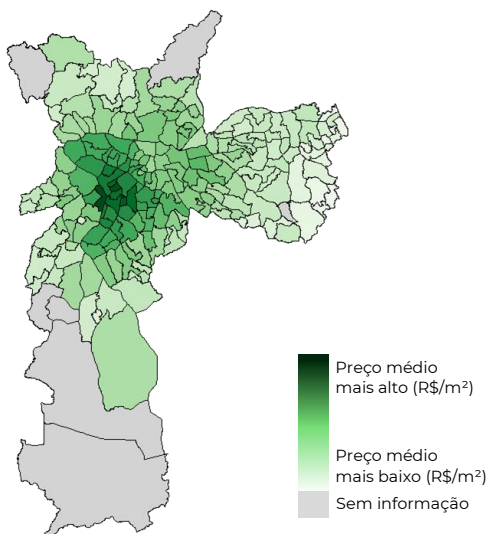 Preço médio
mais alto (R$/m²)
Preço médio
mais baixo (R$/m²)
Sem informação